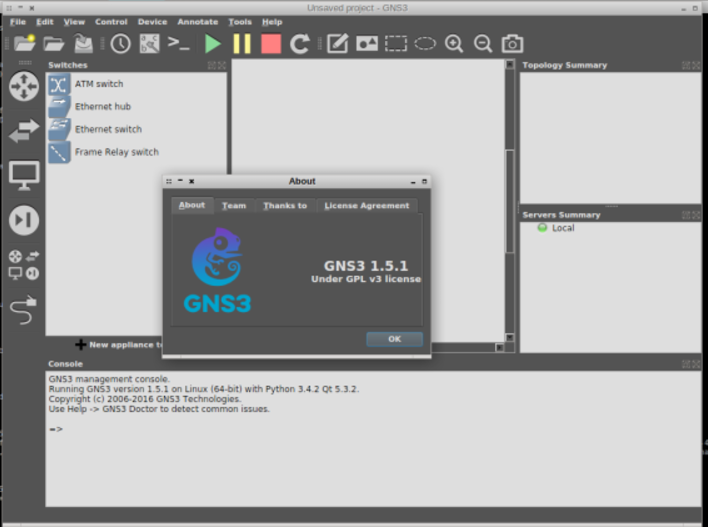 Unsaved project - GNS3
File Edit View Control Device Annotate Tools Help
Switches
ATM switch
Ethernet hub
Ethernet switch
Frame Relay switch
New appliance
Topology Summary
Servers Summary
Local
About
About Team Thanks to License Agreement
GNS3
GNS3 1.5.1
Under GPL v3 license
OK
Console
GNS3 management console.
Running GNS3 version 1.5.1 on Linux (64-bit) with Python 3.4.2 Qt 5.3.2.
Copyright (c) 2006-2016 GNS3 Technologies.
Use Help -> GNS3 Doctor to detect common issues.
=>